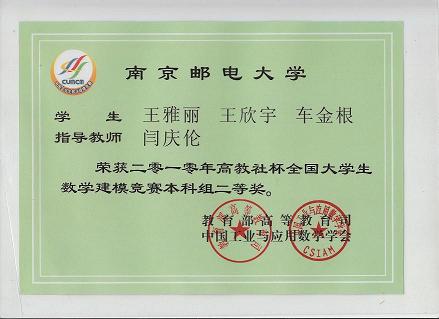 CUMCM
南京邮电大学
学 生 王雅丽 王欣宇 车金根
指导教师 闫庆伦
荣获二零一零年高教社杯全国大学生
数学建模竞赛本科组二等奖。
教育部高等教育司
中国工业与应用数学学会
CSIAM